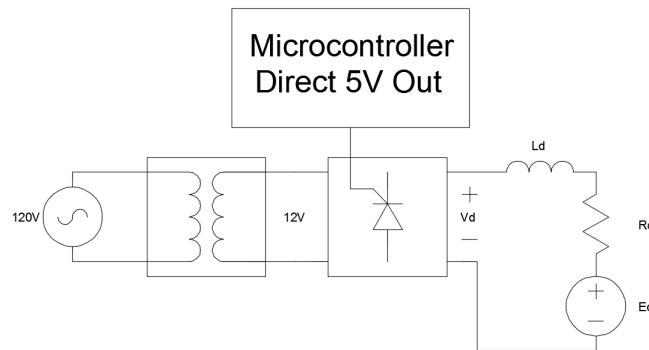 Microcontroller
Direct 5V Out
Ld
120V
12V
+
Vd
−
+
−